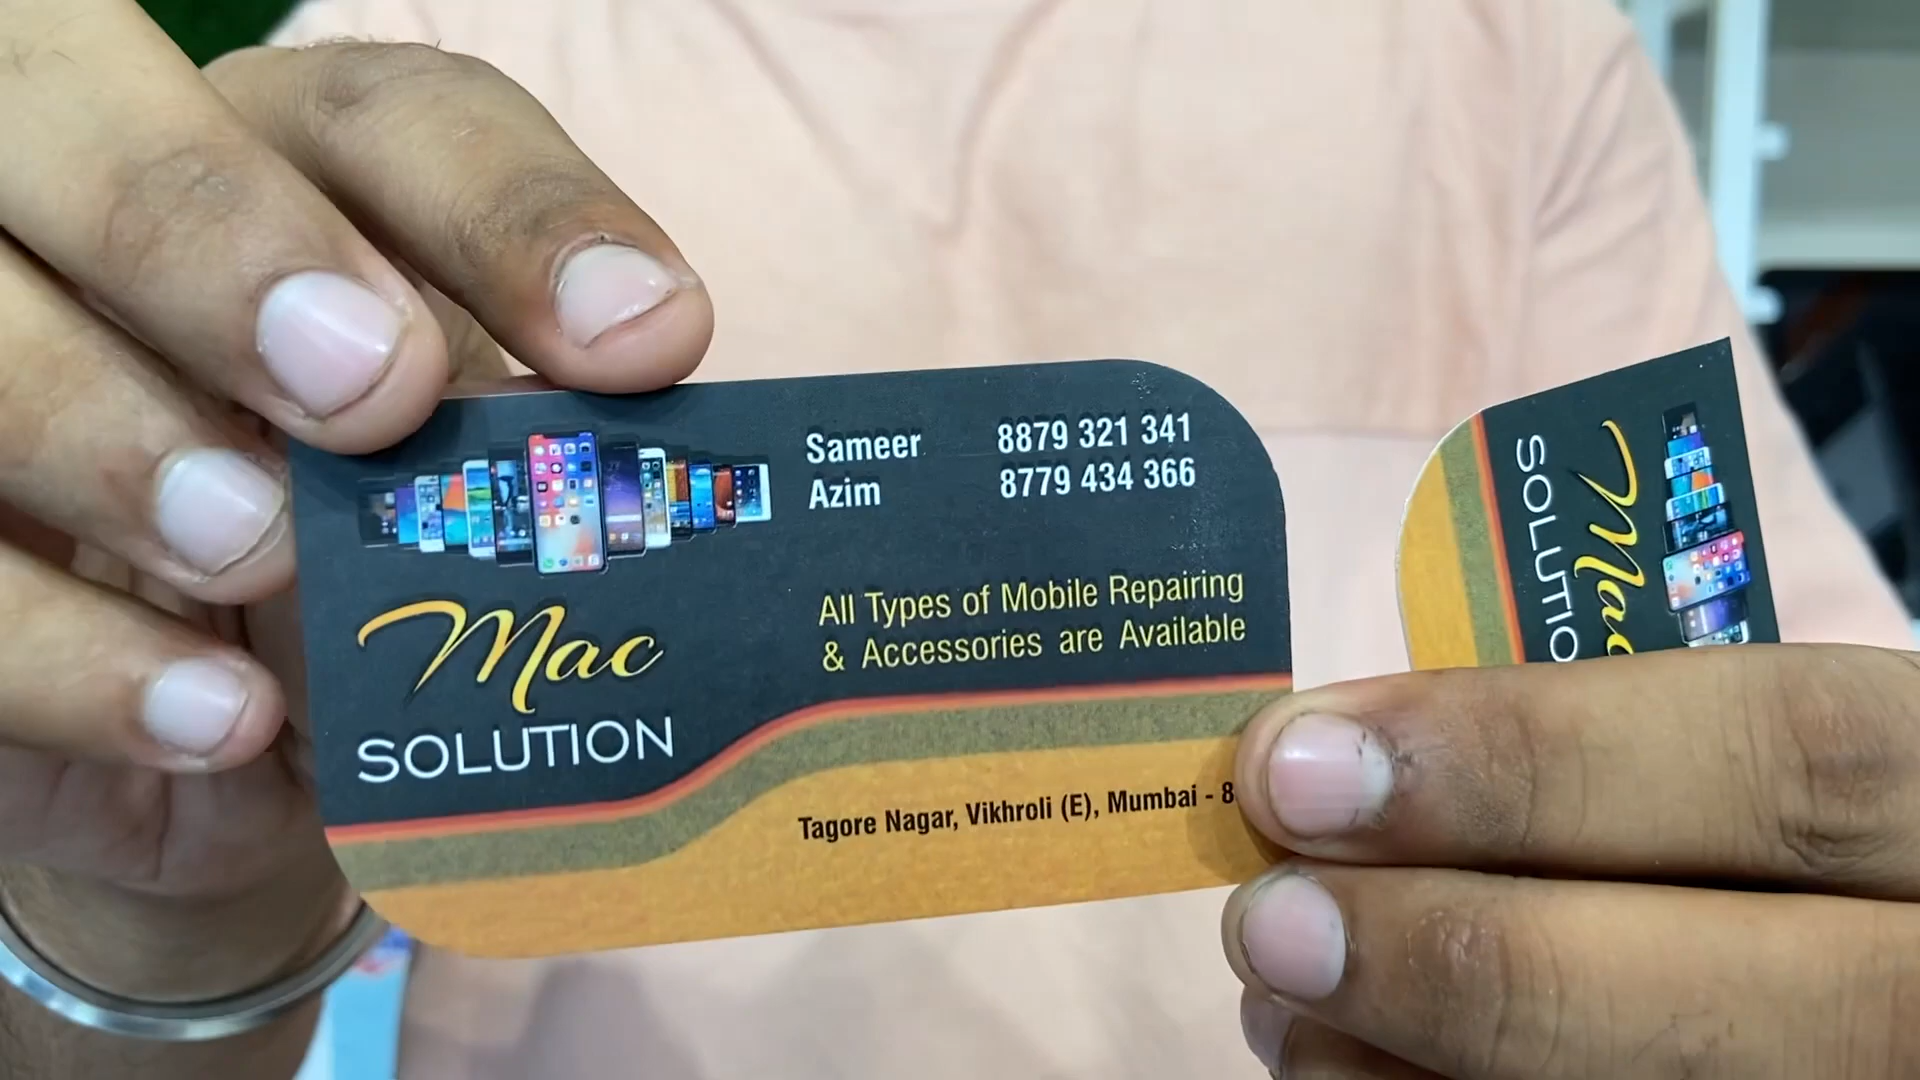 Sameer 8879 321 341
Azim 8779 434 366
All Types of Mobile Repairing
& Accessories are Available
Mac
SOLUTION
Tagore Nagar, Vikhroli (E), Mumbai - 8
Mac
SOLUTIO